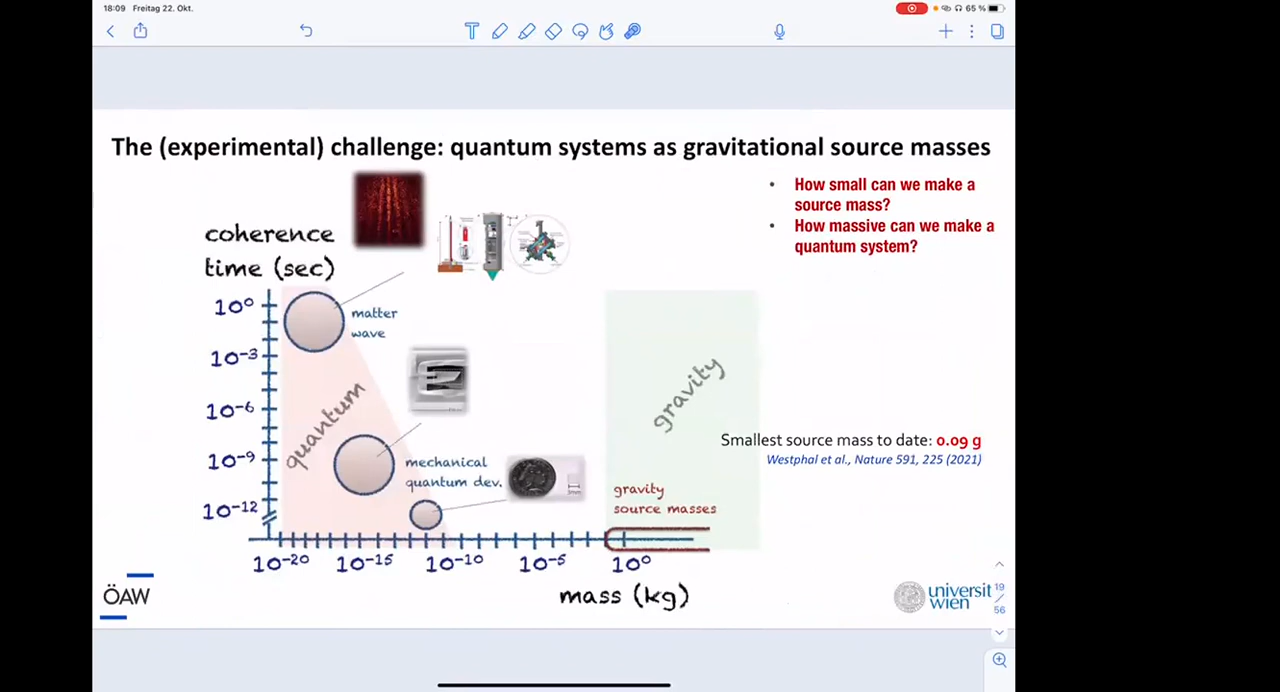 18:09 Freitag 22. Okt.
65 %
The (experimental) challenge: quantum systems as gravitational source masses
• How small can we make a
source mass?
• How massive can we make a
quantum system?
coherence
time (sec)
10⁰
10⁻³
10⁻⁶
10⁻⁹
10⁻¹²
matter
wave
quantum
mechanical
quantum dev.
gravity
Smallest source mass to date: 0.09 g
Westphal et al., Nature 591, 225 (2021)
gravity
source masses
10⁻²⁰ 10⁻¹⁵ 10⁻¹⁰ 10⁻⁵ 10⁰
mass (kg)
ÖAW
universit
wien
19
/
56